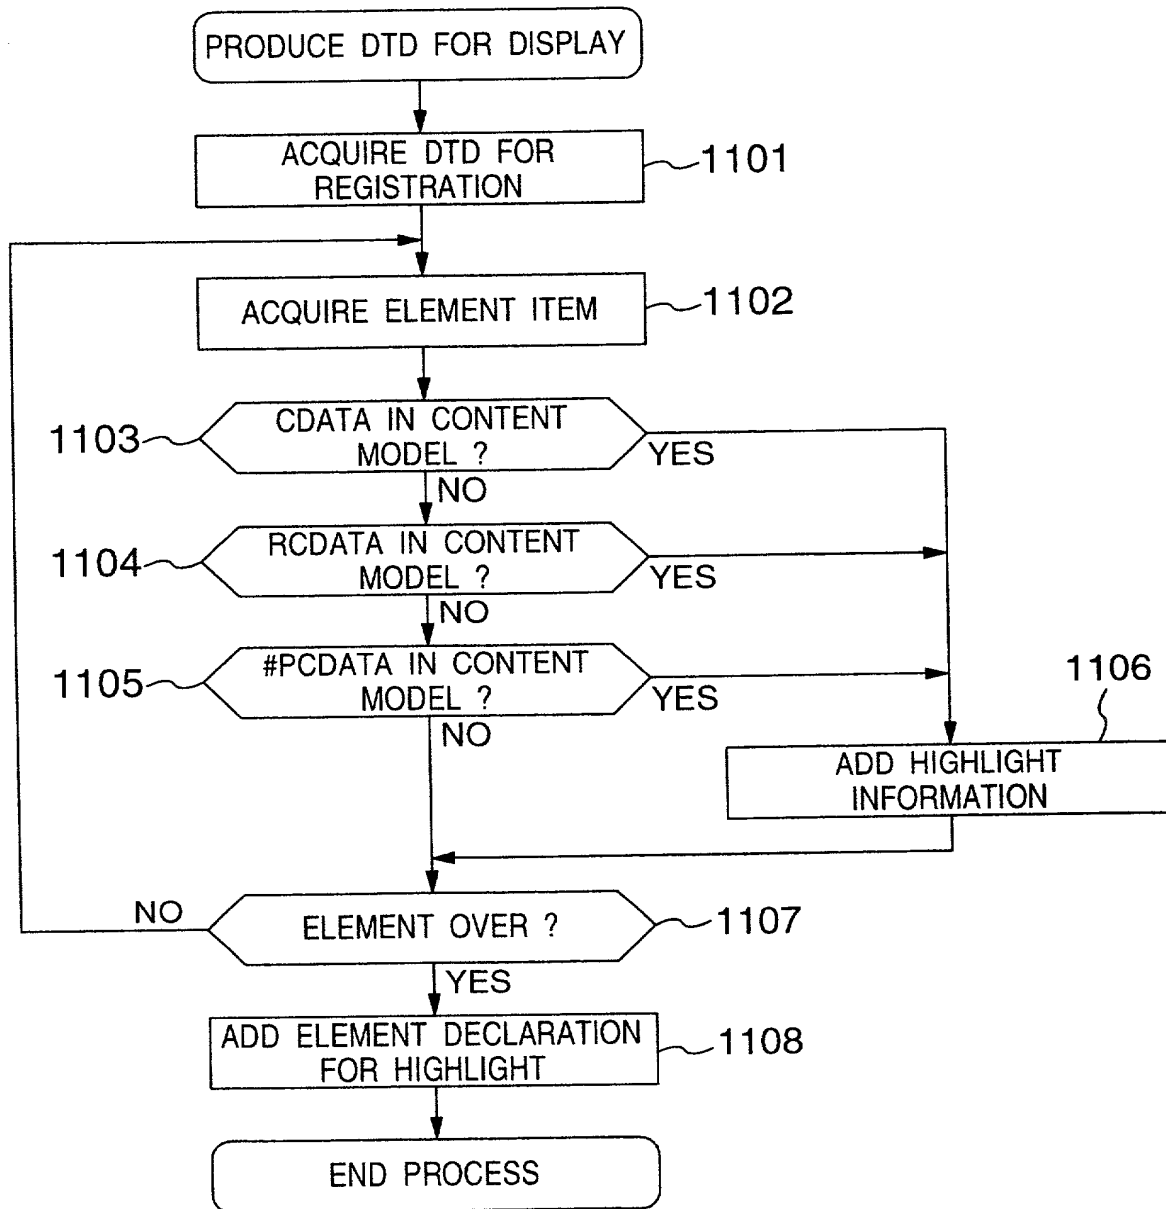 PRODUCE DTD FOR DISPLAY
ACQUIRE DTD FOR
REGISTRATION
1101
ACQUIRE ELEMENT ITEM
1102
CDATA IN CONTENT
MODEL ?
1103
YES
NO
RCDATA IN CONTENT
MODEL ?
1104
YES
NO
#PCDATA IN CONTENT
MODEL ?
1105
YES
NO
1106
ADD HIGHLIGHT
INFORMATION
NO
ELEMENT OVER ?
1107
YES
ADD ELEMENT DECLARATION
FOR HIGHLIGHT
1108
END PROCESS